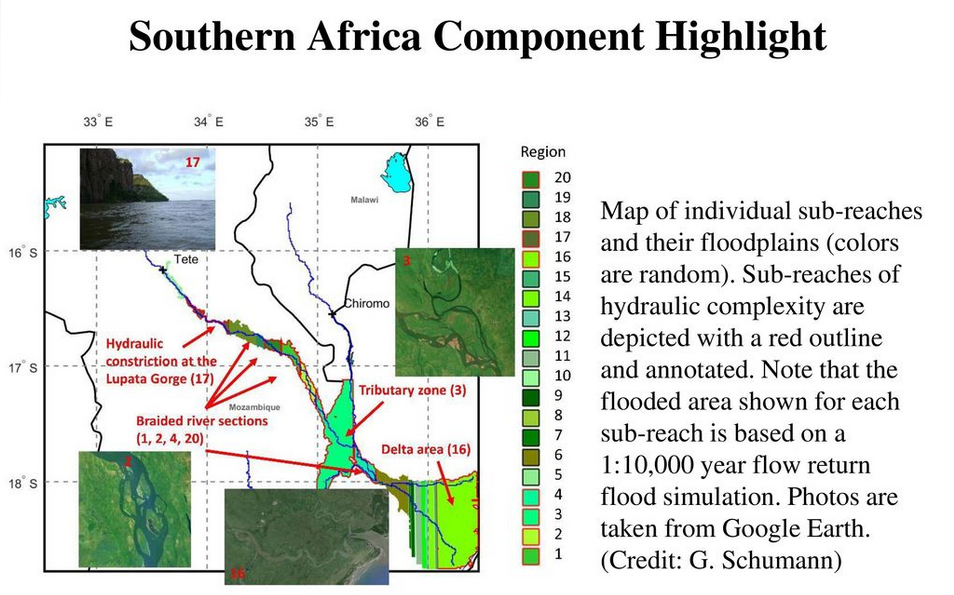 Southern Africa Component Highlight
33° E
34° E
35° E
36° E
16° S
17° S
18° S
17
Malawi
Tete
3
Chiromo
Hydraulic
constriction at the
Lupata Gorge (17)
Mozambique
Tributary zone (3)
Braided river sections
(1, 2, 4, 20)
Delta area (16)
16
Region
20
19
18
17
16
15
14
13
12
11
10
9
8
7
6
5
4
3
2
1
Map of individual sub-reaches
and their floodplains (colors
are random). Sub-reaches of
hydraulic complexity are
depicted with a red outline
and annotated. Note that the
flooded area shown for each
sub-reach is based on a
1:10,000 year flow return
flood simulation. Photos are
taken from Google Earth.
(Credit: G. Schumann)